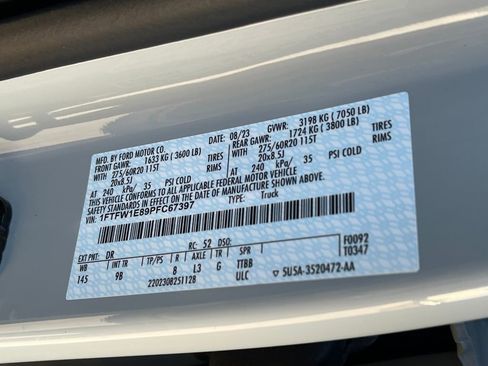 MFD. BY FORD MOTOR CO. 08/23 GVWR: 3198 KG ( 7050 LB)
FRONT GAWR: 1633 KG ( 3600 LB) REAR GAWR: 1724 KG ( 3800 LB)
WITH 275/60R20 115T TIRES WITH 275/60R20 115T TIRES
20x8.5J RIMS 20x8.5J RIMS
AT 240 kPa/ 35 PSI COLD AT 240 kPa/ 35 PSI COLD
THIS VEHICLE CONFORMS TO ALL APPLICABLE FEDERAL MOTOR VEHICLE
SAFETY STANDARDS IN EFFECT ON THE DATE OF MANUFACTURE SHOWN ABOVE.
1FTFW1E89PFC67397 TYPE: Truck
F0092
T0347
EXT PNT: DR RC: 52 DSO:
WB INT TR TP/PS R AXLE TR SPR
145 9B 8 L3 G TTBB
2202308251128 ULC ▽ 5U5A-3520472-AA